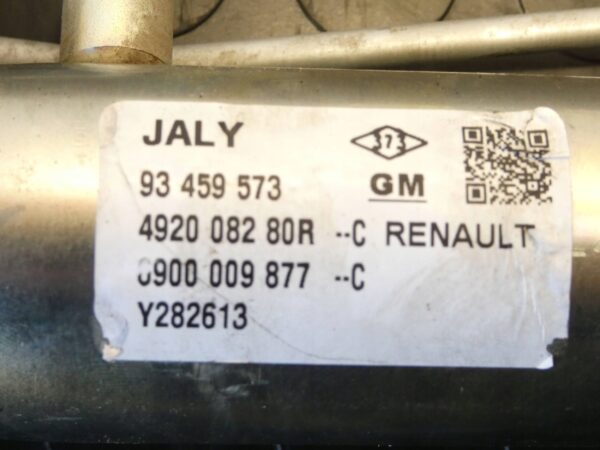 JALY
373
93 459 573 GM
4920 082 80R --C RENAULT
0900 009 877 --C
Y282613